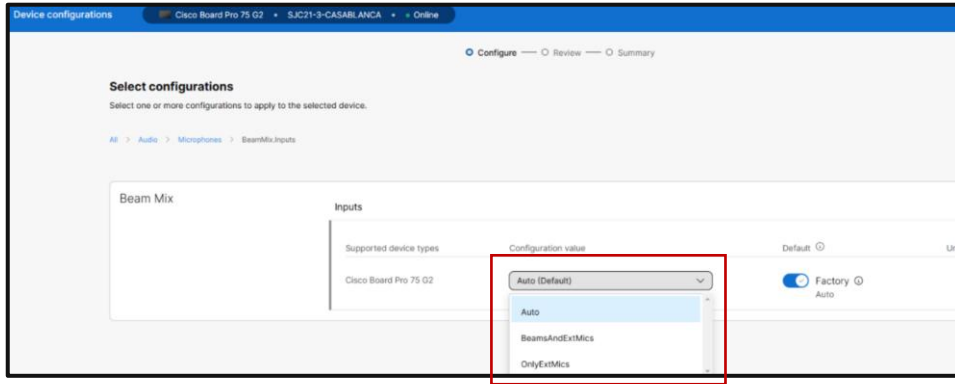 Device configurations Cisco Board Pro 75 G2 • SJC21-3-CASABLANCA • • Online
Configure — Review — Summary
Select configurations
Select one or more configurations to apply to the selected device.
All > Audio > Microphones > BeamMix.Inputs
Beam Mix
Inputs
Supported device types Configuration value Default
Cisco Board Pro 75 G2 Auto (Default) Factory
Auto
Auto
BeamsAndExtMics
OnlyExtMics